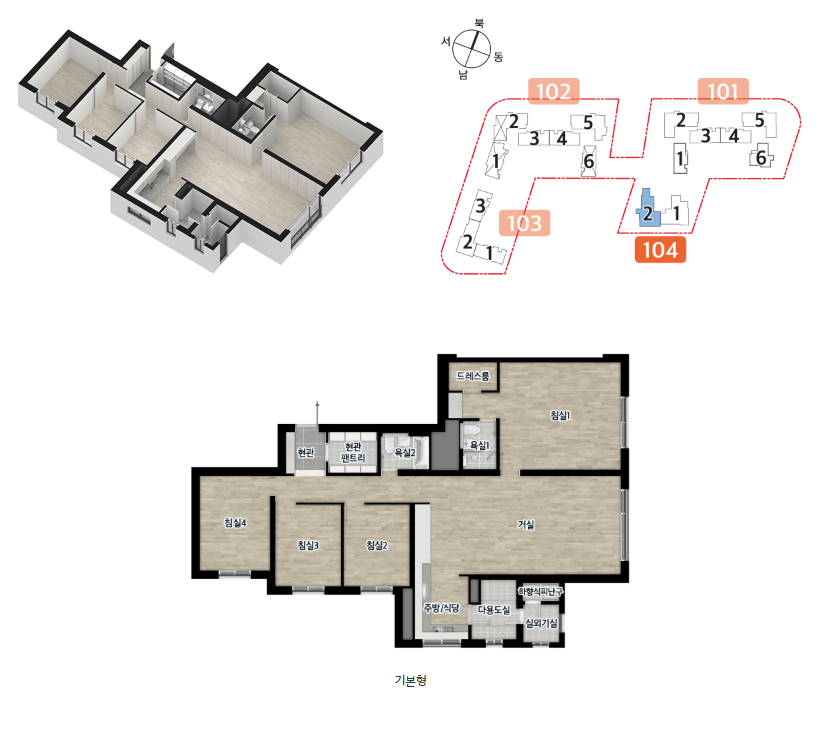 북
서
동
남
102
101
2
5
3
4
1
6
2
5
3
4
1
6
3
2
1
103
2
1
104
드레스룸
침실1
현관
현관
팬트리
욕실2
욕실1
침실4
침실3
침실2
거실
주방/식당
다용도실
하향식피난구
실외기실
기본형